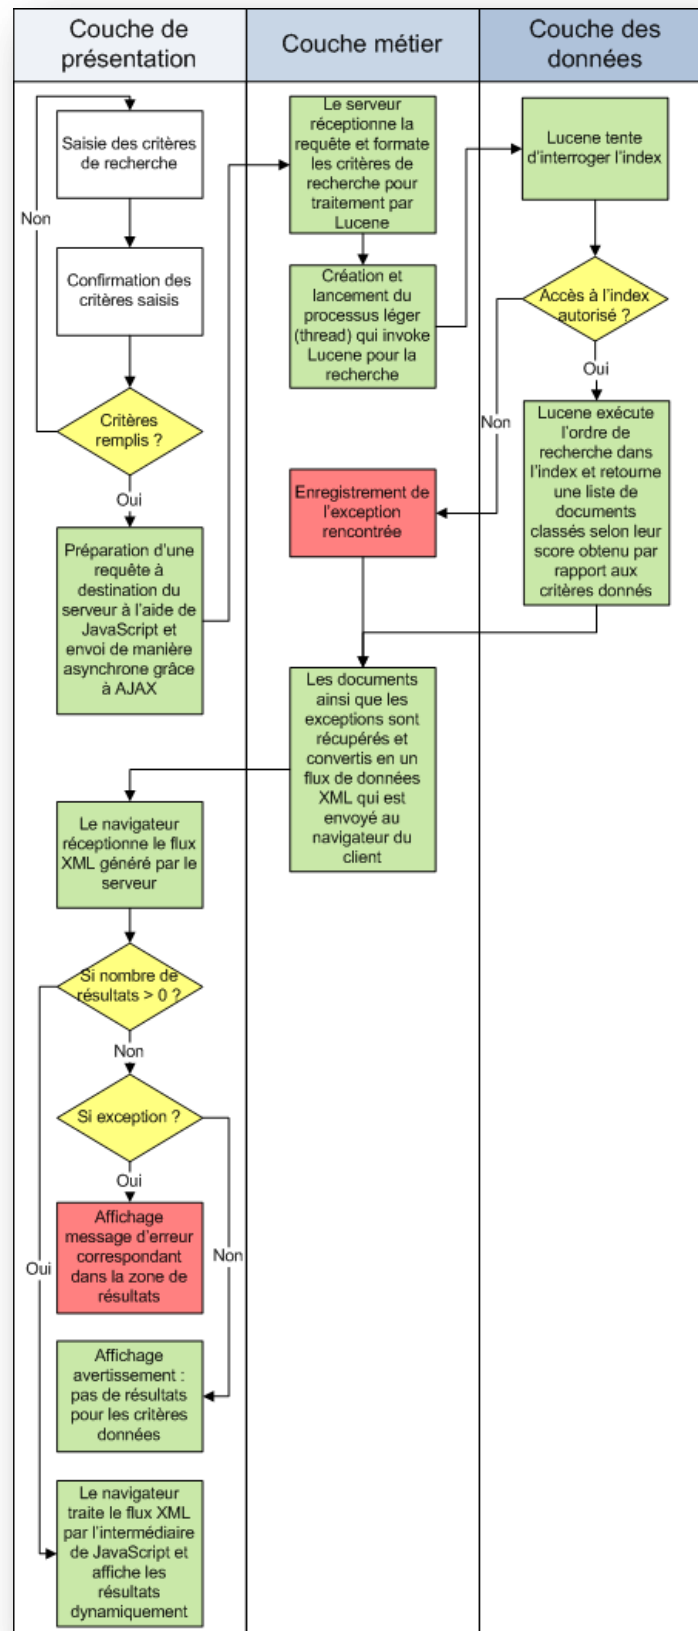 Couche de
présentation
Couche métier
Couche des
données
Saisie des critères
de recherche
Non
Confirmation des
critères saisis
Critères
remplis ?
Oui
Préparation d'une
requête à
destination du
serveur à l'aide de
JavaScript et
envoi de manière
asynchrone grâce
à AJAX
Le serveur
réceptionne la
requête et formate
les critères de
recherche pour
traitement par
Lucene
Création et
lancement du
processus léger
(thread) qui invoke
Lucene pour la
recherche
Lucene tente
d'interroger l'index
Accès à l'index
autorisé ?
Oui
Non
Lucene exécute
l'ordre de
recherche dans
l'index et retourne
une liste de
documents
classés selon leur
score obtenu par
rapport aux
critères donnés
Enregistrement de
l'exception
rencontrée
Les documents
ainsi que les
exceptions sont
récupérés et
convertis en un
flux de données
XML qui est
envoyé au
navigateur du
client
Le navigateur
réceptionne le flux
XML généré par le
serveur
Si nombre de
résultats > 0 ?
Non
Si exception ?
Oui
Affichage
message d'erreur
correspondant
dans la zone de
résultats
Non
Oui
Affichage
avertissement :
pas de résultats
pour les critères
données
Le navigateur
traite le flux XML
par l'intermédiaire
de JavaScript et
affiche les
résultats
dynamiquement